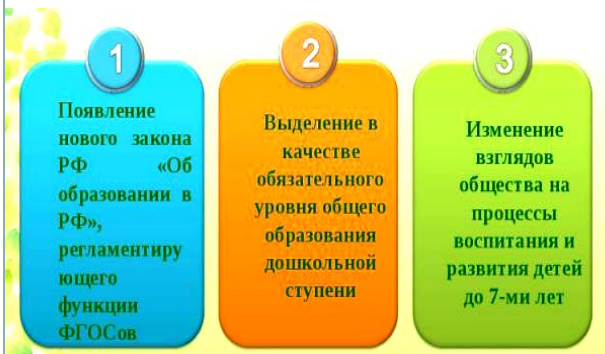 1
Появление
нового закона
РФ «Об
образовании в
РФ»,
регламентиру
ющего
функции
ФГОСов
2
Выделение в
качестве
обязательного
уровня общего
образования
дошкольной
ступени
3
Изменение
взглядов
общества на
процессы
воспитания и
развития детей
до 7-ми лет